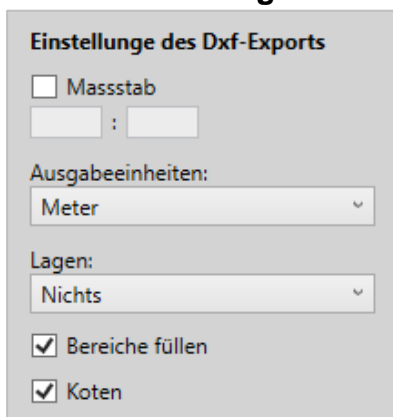 Einstellunge des Dxf-Exports
Massstab
:
Ausgabeeinheiten:
Meter
Lagen:
Nichts
Bereiche füllen
Koten